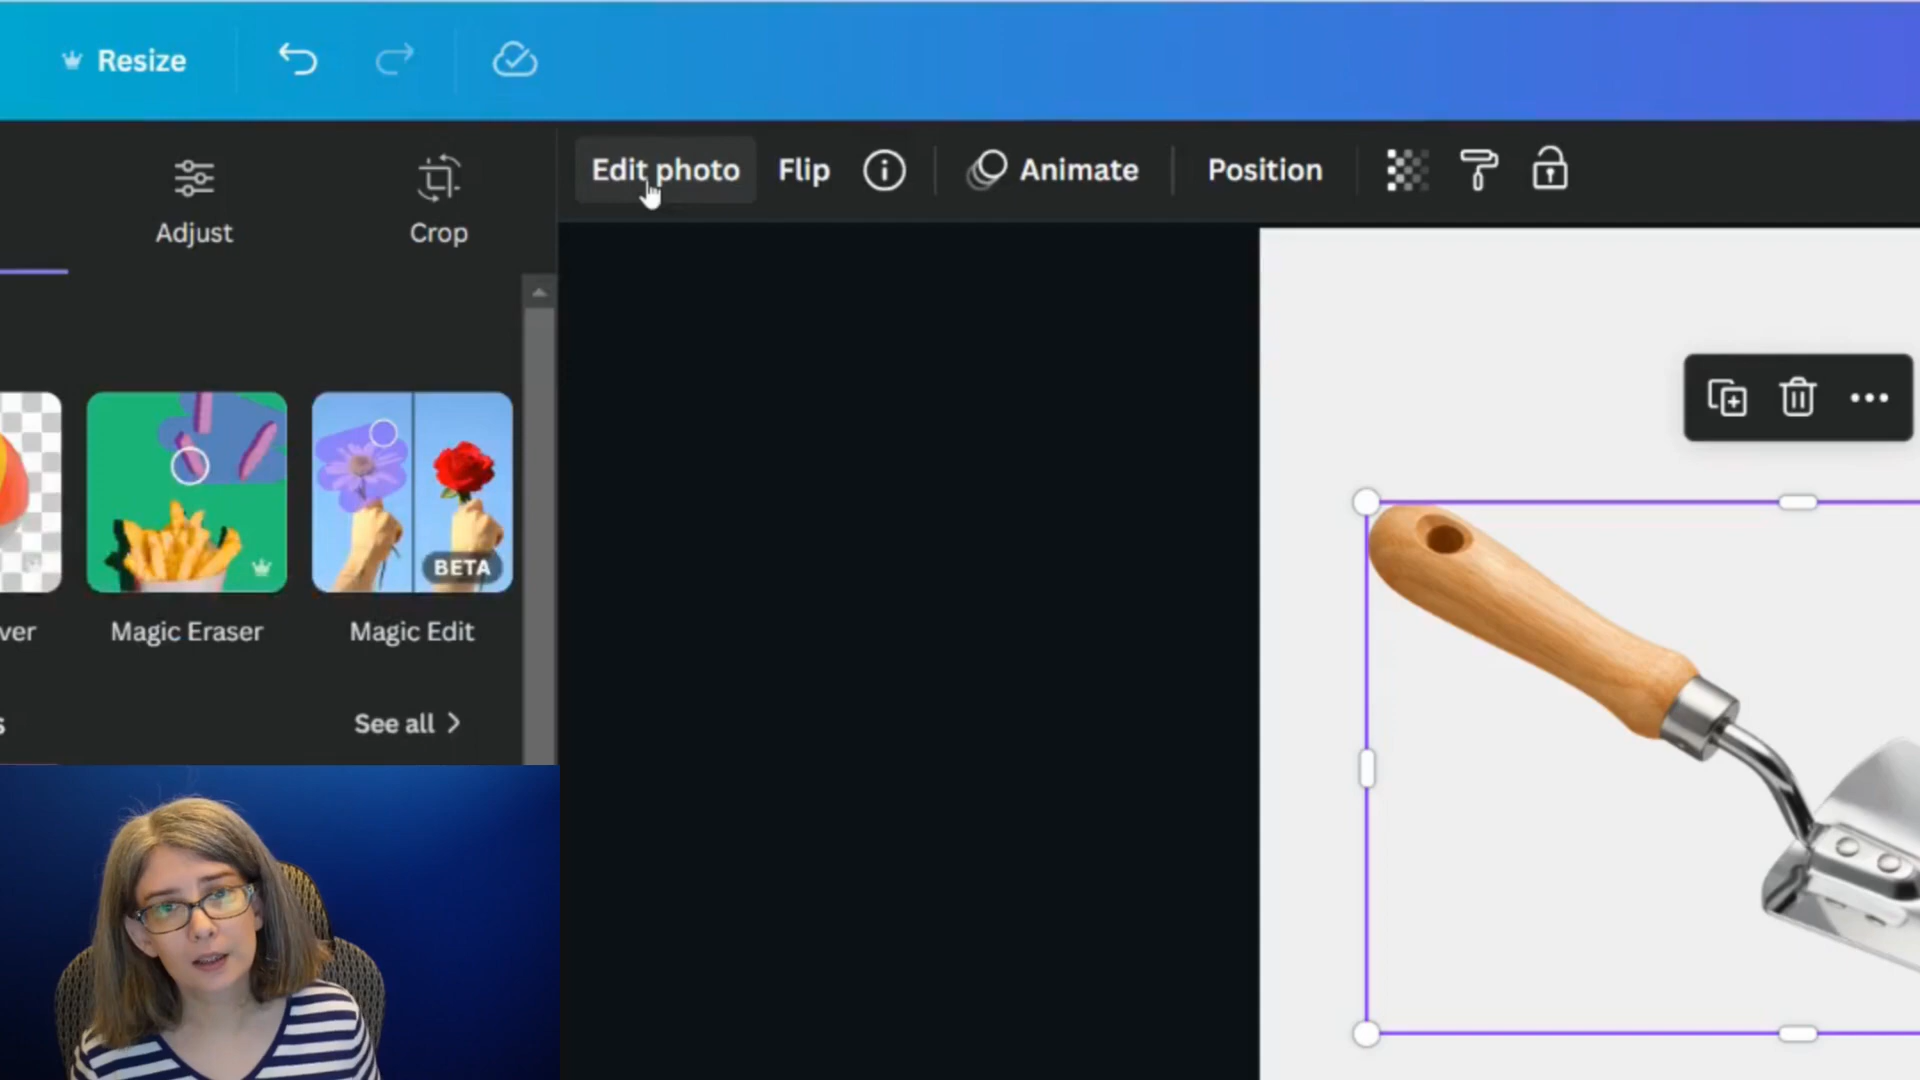 Resize
Edit photo Flip Animate Position
Adjust Crop
BETA
ver Magic Eraser Magic Edit
s See all